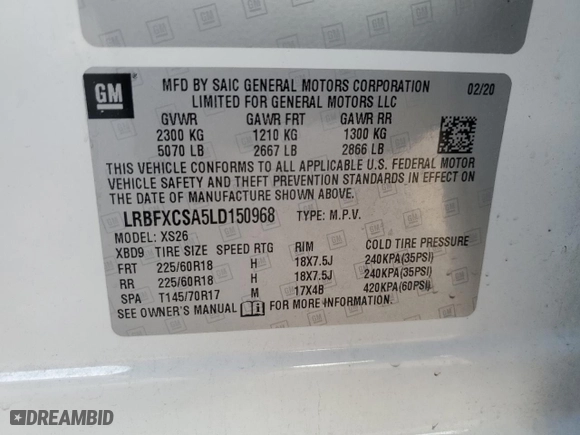 GM
MFD BY SAIC GENERAL MOTORS CORPORATION 02/20
LIMITED FOR GENERAL MOTORS LLC
GVWR GAWR FRT GAWR RR
2300 KG 1210 KG 1300 KG
5070 LB 2667 LB 2866 LB
THIS VEHICLE CONFORMS TO ALL APPLICABLE U.S. FEDERAL MOTOR
VEHICLE SAFETY AND THEFT PREVENTION STANDARDS IN EFFECT ON
THE DATE OF MANUFACTURE SHOWN ABOVE.
LRBFXCSA5LD150968 TYPE: M.P.V.
MODEL: XS26
XBD9 TIRE SIZE SPEED RTG RIM COLD TIRE PRESSURE
FRT 225/60R18 H 18X7.5J 240KPA(35PSI)
RR 225/60R18 H 18X7.5J 240KPA(35PSI)
SPA T145/70R17 M 17X4B 420KPA(60PSI)
SEE OWNER'S MANUAL FOR MORE INFORMATION.
DREAMBID